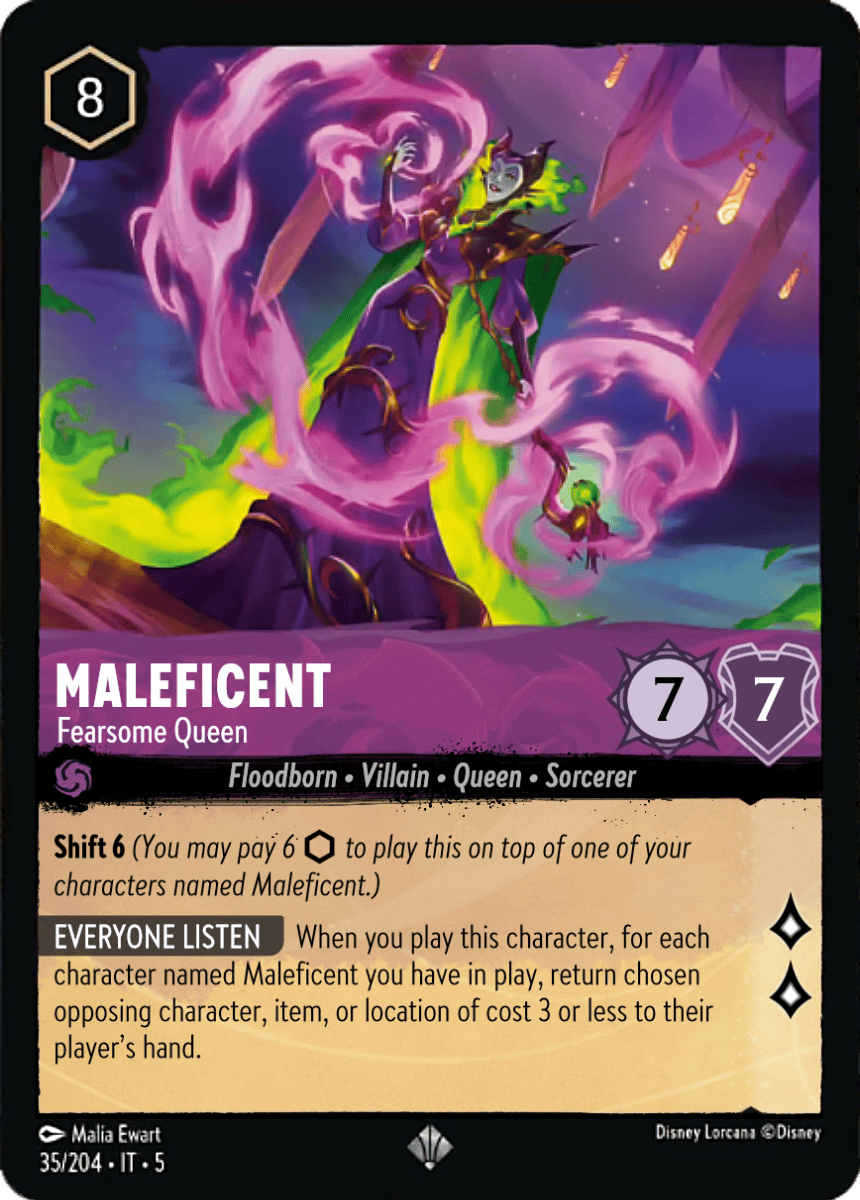 8
MALEFICENT
Fearsome Queen
7
7
Floodborn • Villain • Queen • Sorcerer
Shift 6 (You may pay 6 ⬡ to play this on top of one of your
characters named Maleficent.)
EVERYONE LISTEN When you play this character, for each
character named Maleficent you have in play, return chosen
opposing character, item, or location of cost 3 or less to their
player’s hand.
Malia Ewart
Disney Lorcana ©Disney
35/204 • IT • 5